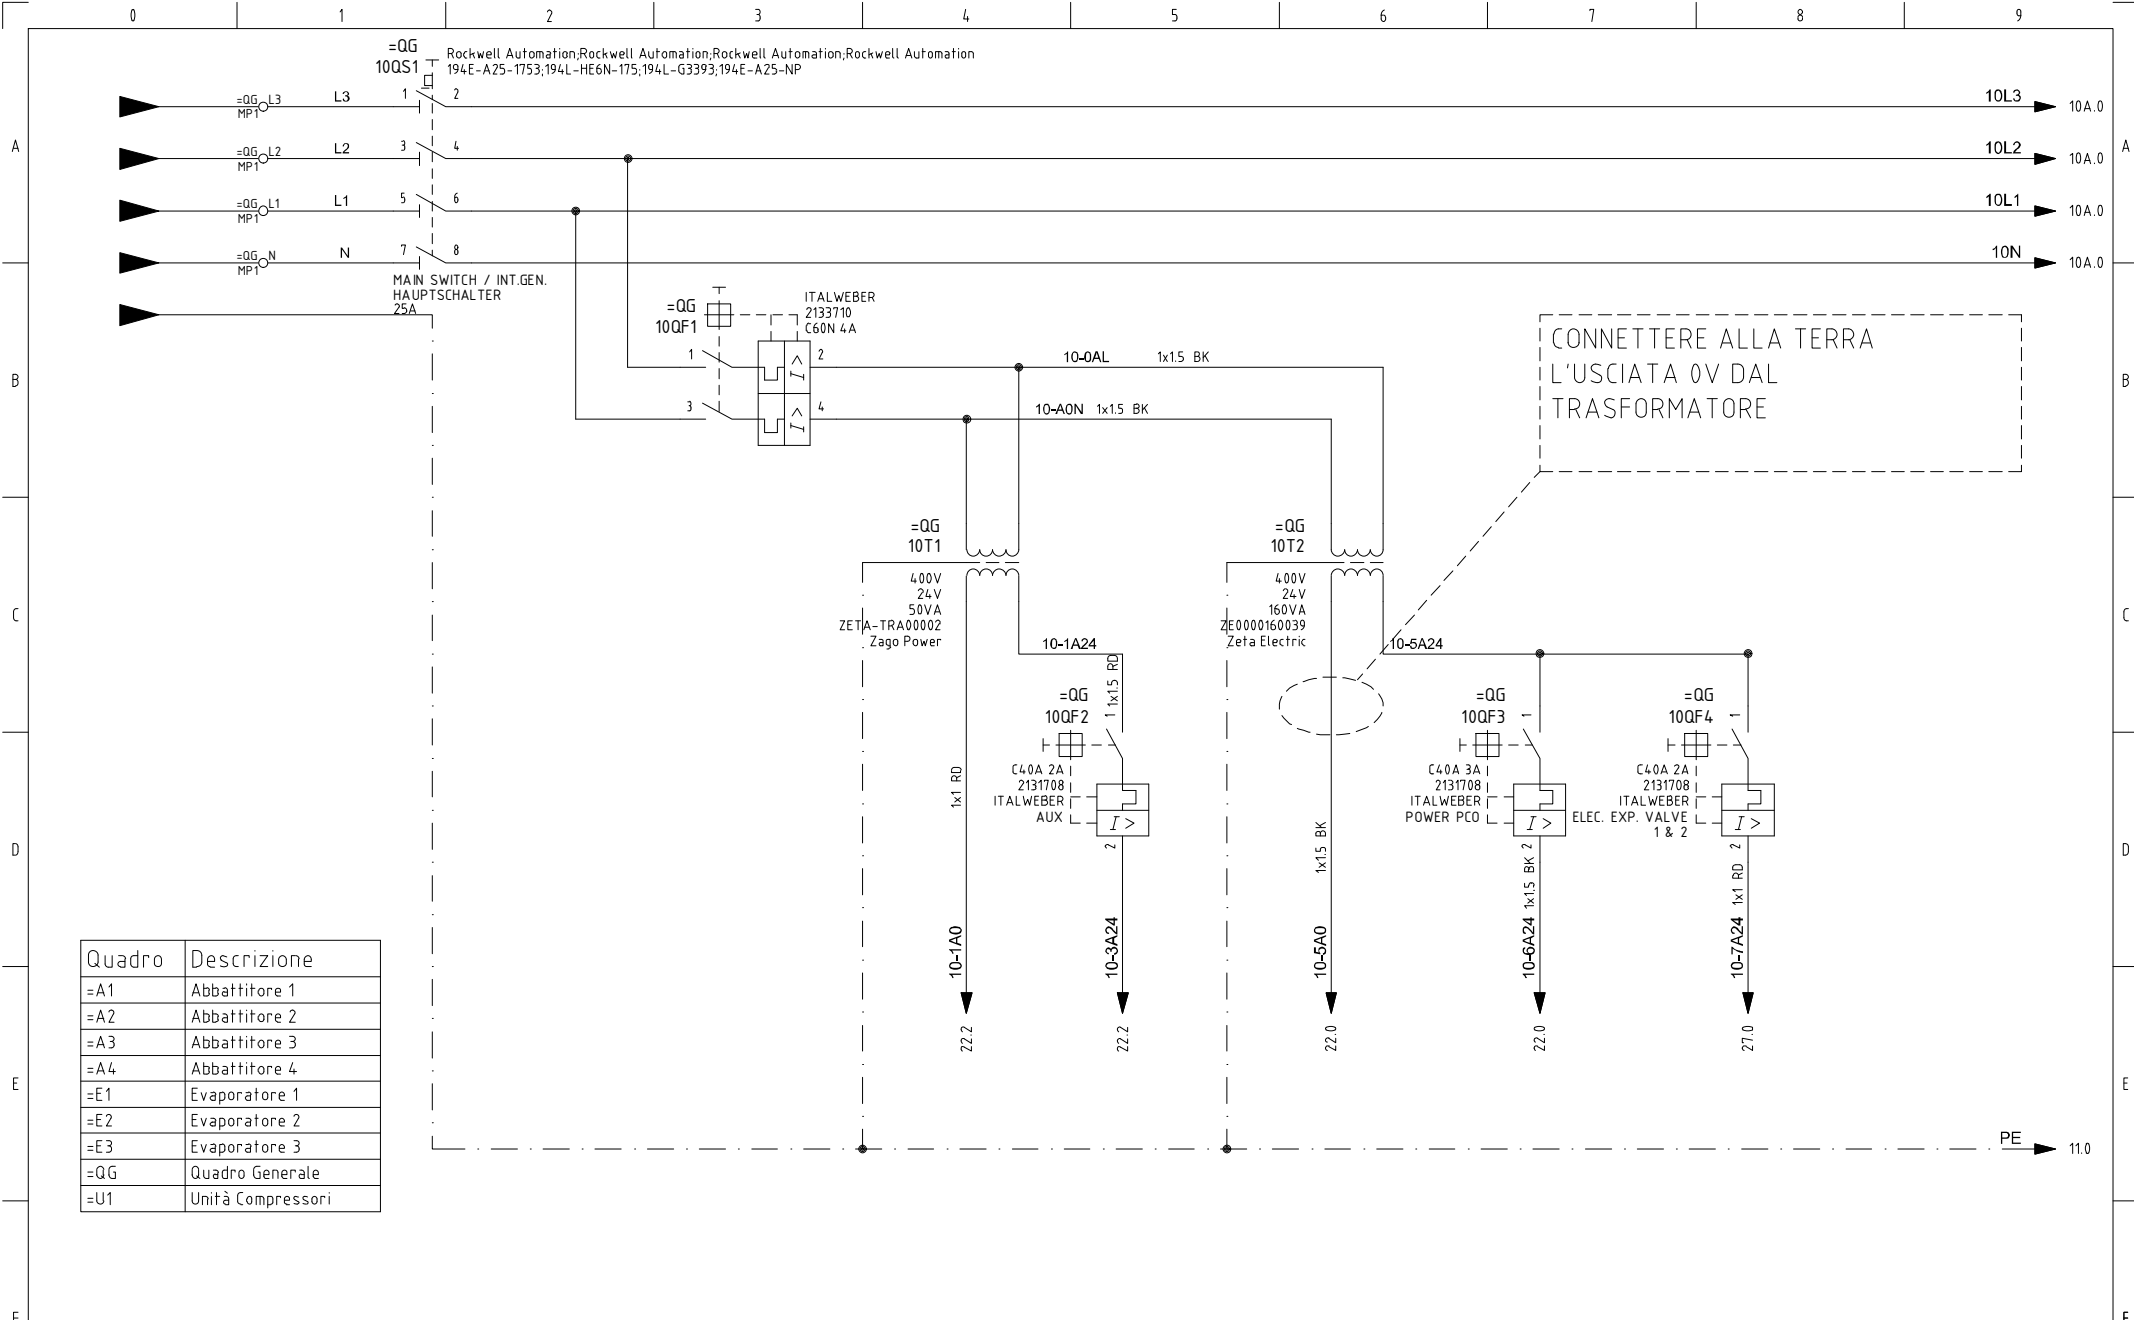 0 1 2 3 4 5 6 7 8 9
=QG
10QS1
Rockwell Automation;Rockwell Automation;Rockwell Automation;Rockwell Automation
194E-A25-1753;194L-HE6N-175;194L-G3393;194E-A25-NP
=QG L3
MP1
L3
1 2
10L3
10A.0
A
=QG L2
MP1
L2
3 4
10L2
10A.0
A
=QG L1
MP1
L1
5 6
10L1
10A.0
=QG N
MP1
N
7 8
10N
10A.0
MAIN SWITCH / INT.GEN.
HAUPTSCHALTER
25A
=QG
10QF1
ITALWEBER
2133710
C60N 4A
1 2
I >
3 4
I >
10-0AL 1x1.5 BK
10-A0N 1x1.5 BK
CONNETTERE ALLA TERRA
L'USCIATA 0V DAL
TRASFORMATORE
B
B
=QG
10T1
400V
24V
50VA
ZETA-TRA00002
Zago Power
=QG
10T2
400V
24V
160VA
ZE0000160039
Zeta Electric
C
C
10-1A24
1x1.5 RD
10-5A24
=QG
10QF2
1
C40A 2A
2131708
ITALWEBER
AUX
I >
2
=QG
10QF3
1
C40A 3A
2131708
ITALWEBER
POWER PCO
I >
2
=QG
10QF4
1
C40A 2A
2131708
ITALWEBER
ELEC. EXP. VALVE
1 & 2
I >
2
D
D
1x1 RD
10-1A0
22.2
10-3A24
22.2
1x1.5 BK
10-5A0
22.0
1x1.5 BK
10-6A24
22.0
1x1 RD
10-7A24
27.0
Quadro Descrizione
=A1 Abbattitore 1
=A2 Abbattitore 2
=A3 Abbattitore 3
=A4 Abbattitore 4
=E1 Evaporatore 1
=E2 Evaporatore 2
=E3 Evaporatore 3
=QG Quadro Generale
=U1 Unità Compressori
E
E
PE
11.0
F
F